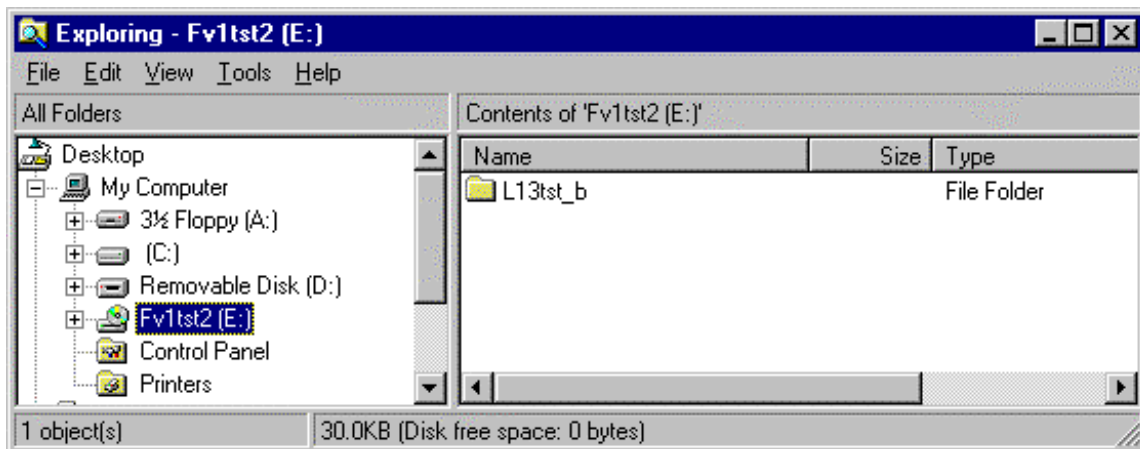 Exploring - Fv1tst2 (E:)
File Edit View Tools Help
All Folders
Contents of 'Fv1tst2 (E:)'
Desktop
My Computer
3½ Floppy (A:)
(C:)
Removable Disk (D:)
Fv1tst2 (E:)
Control Panel
Printers
Name Size Type
L13tst_b File Folder
1 object(s)
30.0KB (Disk free space: 0 bytes)